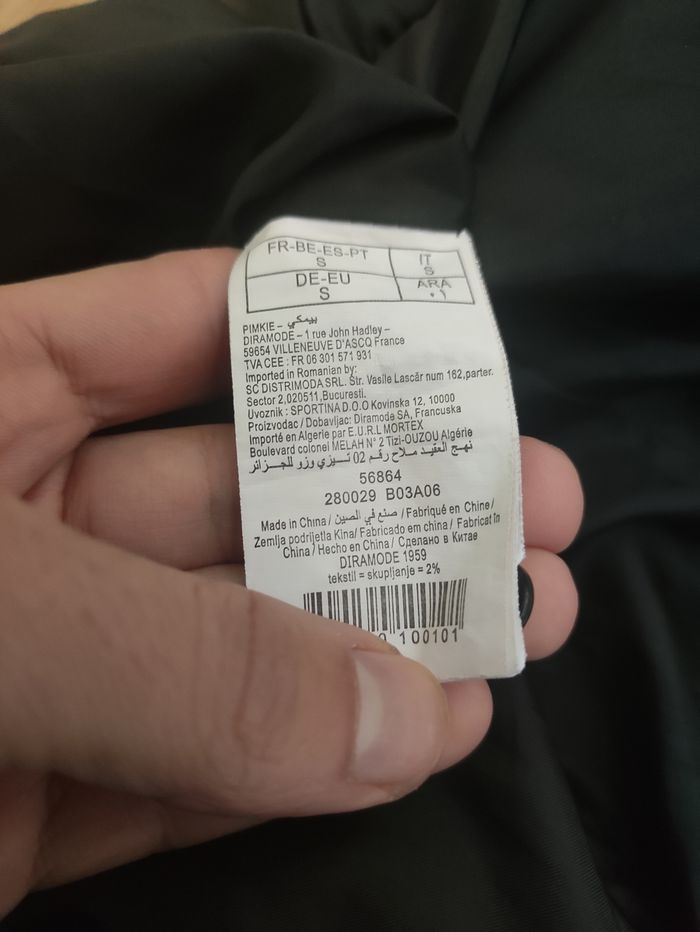 FR-BE-ES-PT
S
IT
S
DE-EU
S
ARA
٠١
PIMKIE – بيمكي
DIRAMODE – 1 rue John Hadley –
59654 VILLENEUVE D'ASCQ France
TVA CEE : FR 06 301 571 931
Imported in Romanian by:
SC DISTRIMODA SRL. Str. Vasile Lascăr num 162,parter.
Sector 2,020511,Bucuresti.
Uvoznik : SPORTINA D.O.O Kovinska 12, 10000
Proizvodac / Dobavljac: Diramode SA, Francuska
Importé en Algerie par E.U.R.L MORTEX
Boulevard colonel MELAH N° 2 Tizi-OUZOU Algérie
نهج العقيد ملاح رقم 02 تيزي وزو للجزائر
56864
280029 B03A06
Made in China / صنع في الصين / Fabriqué en Chine/
Zemlja podrijetla Kina/ Fabricado em china / Fabricat în
China / Hecho en China / Сделано в Китае
DIRAMODE 1959
tekstil = skupljanje = 2%
0 100101